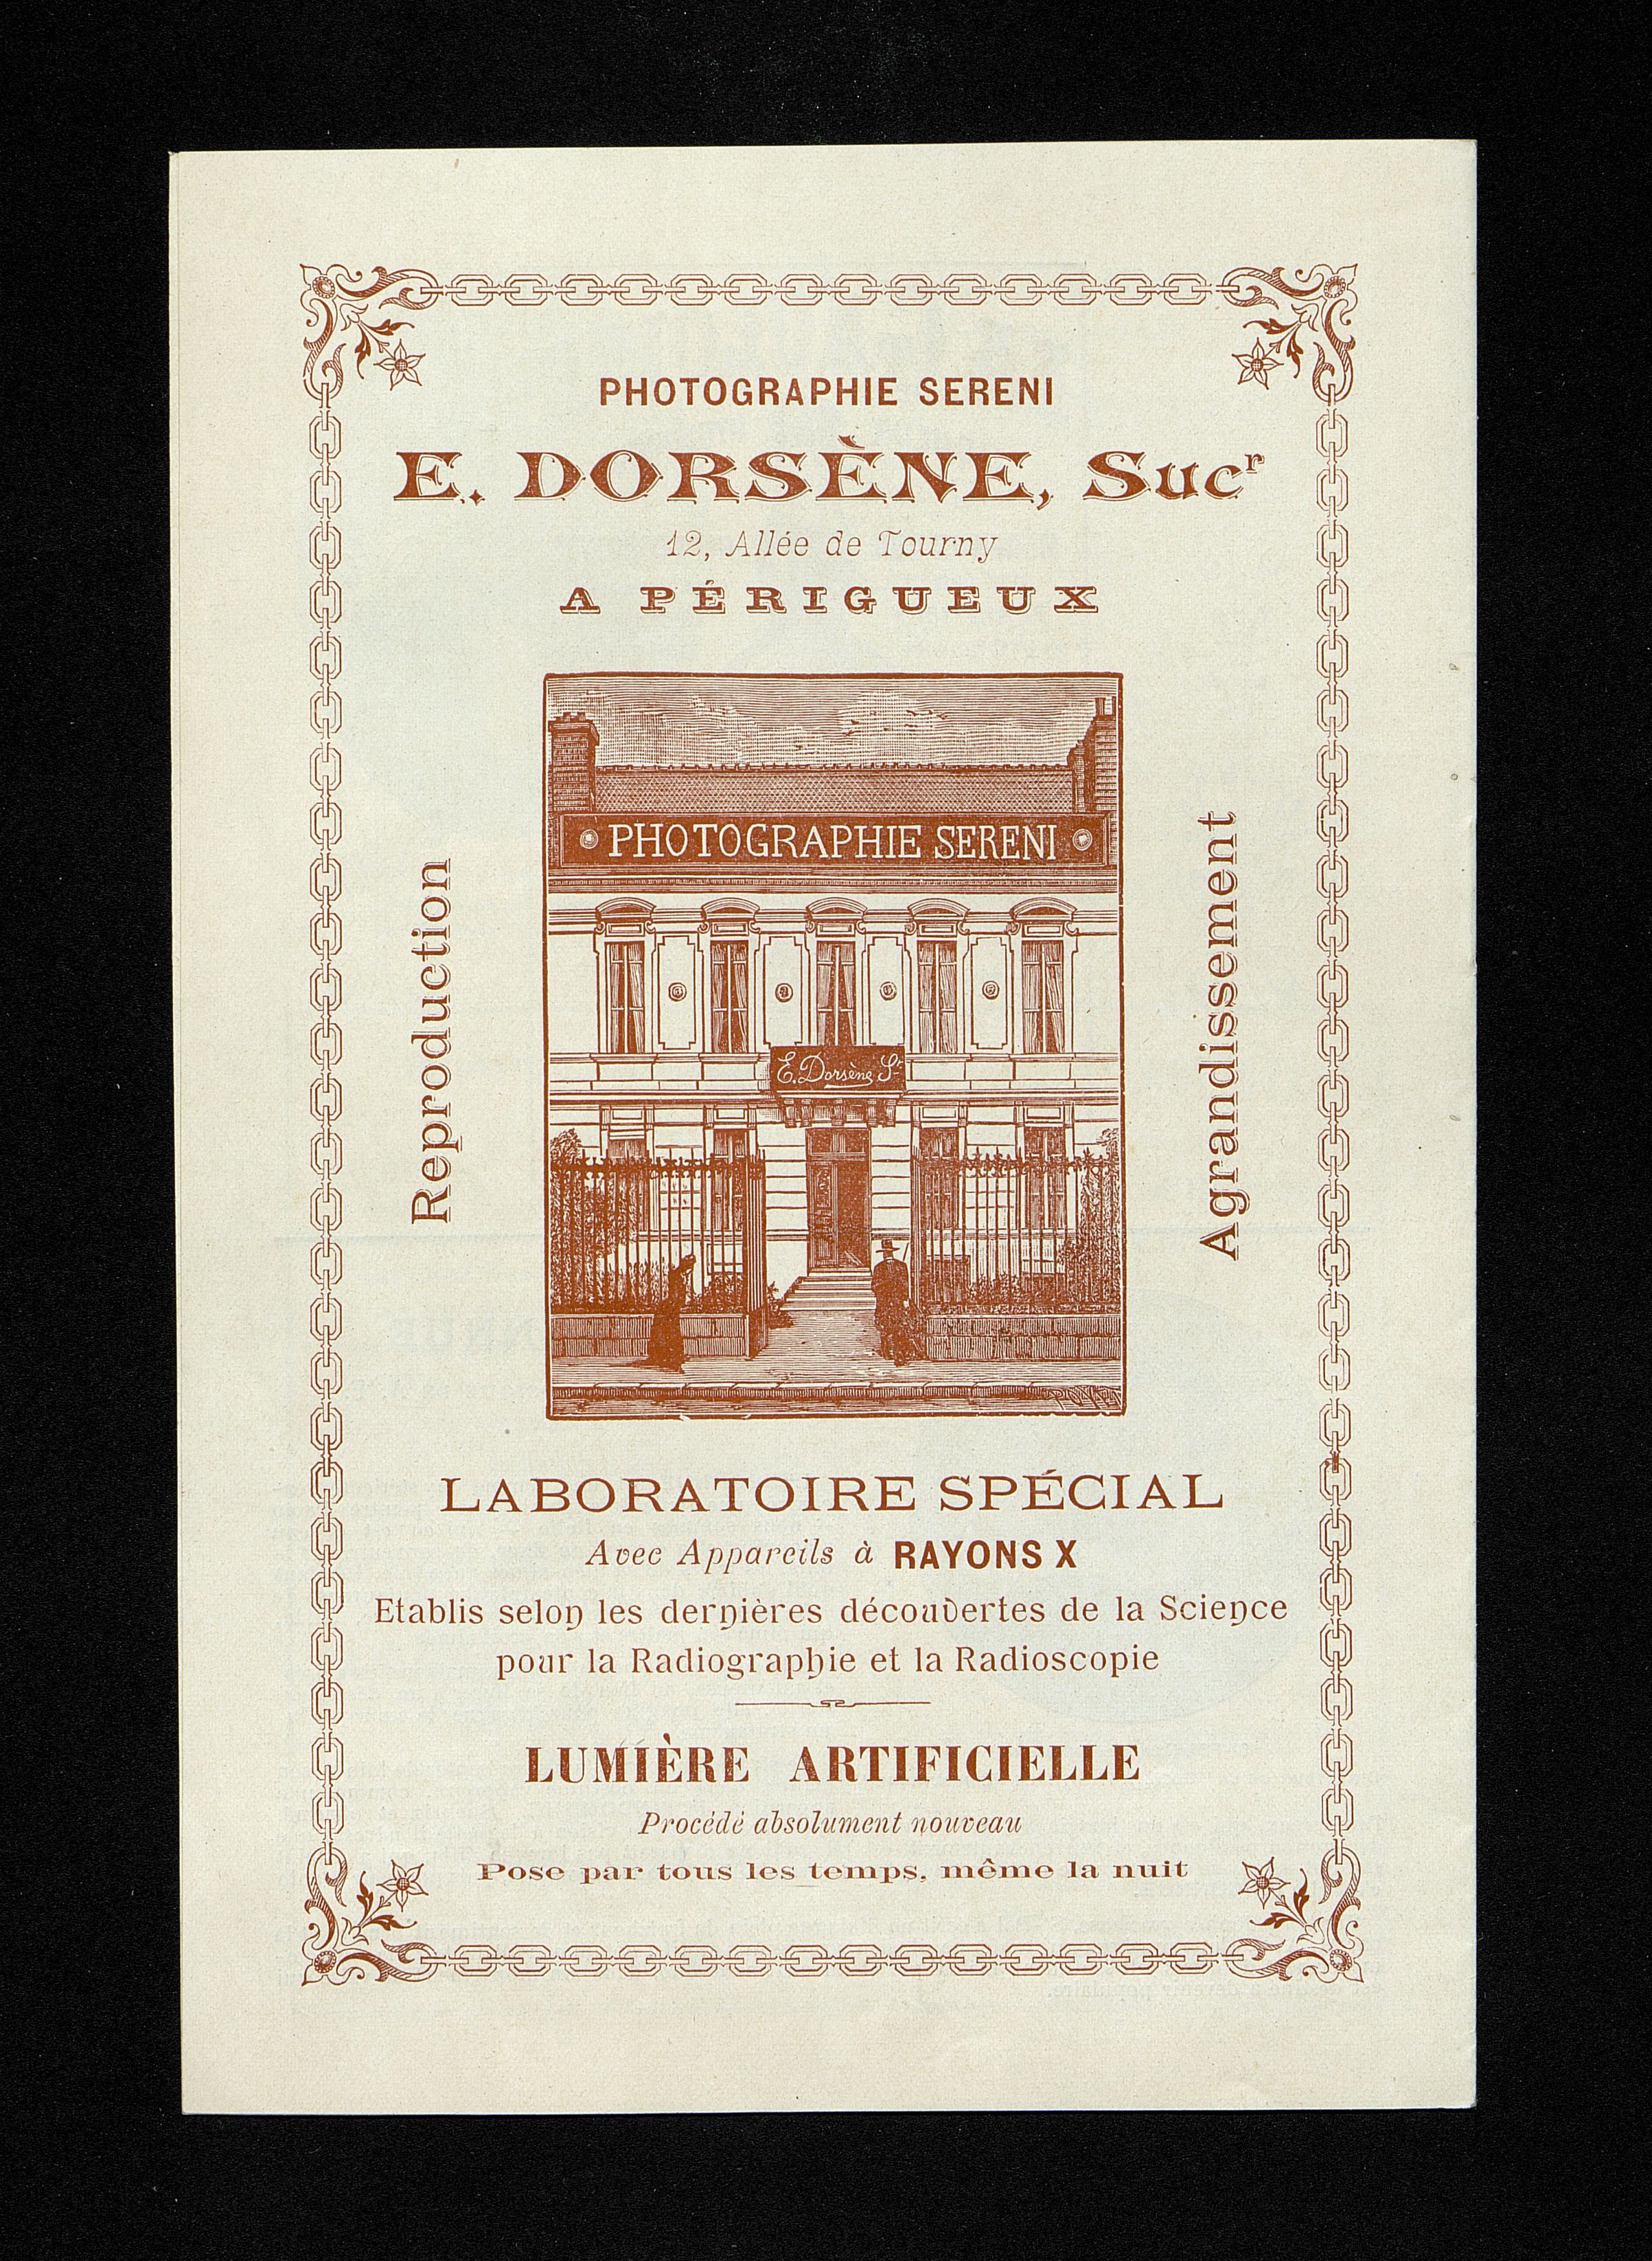 PHOTOGRAPHIE SERENI
E. DORSÈNE, Sucr
12, Allée de Tourny
A PÉRIGUEUX
Reproduction
PHOTOGRAPHIE SERENI
E. Dorsène Sr
Agrandissement
LABORATOIRE SPÉCIAL
Avec Appareils à RAYONS X
Etablis selon les dernières découvertes de la Science
pour la Radiographie et la Radioscopie
LUMIÈRE ARTIFICIELLE
Procédé absolument nouveau
Pose par tous les temps, même la nuit